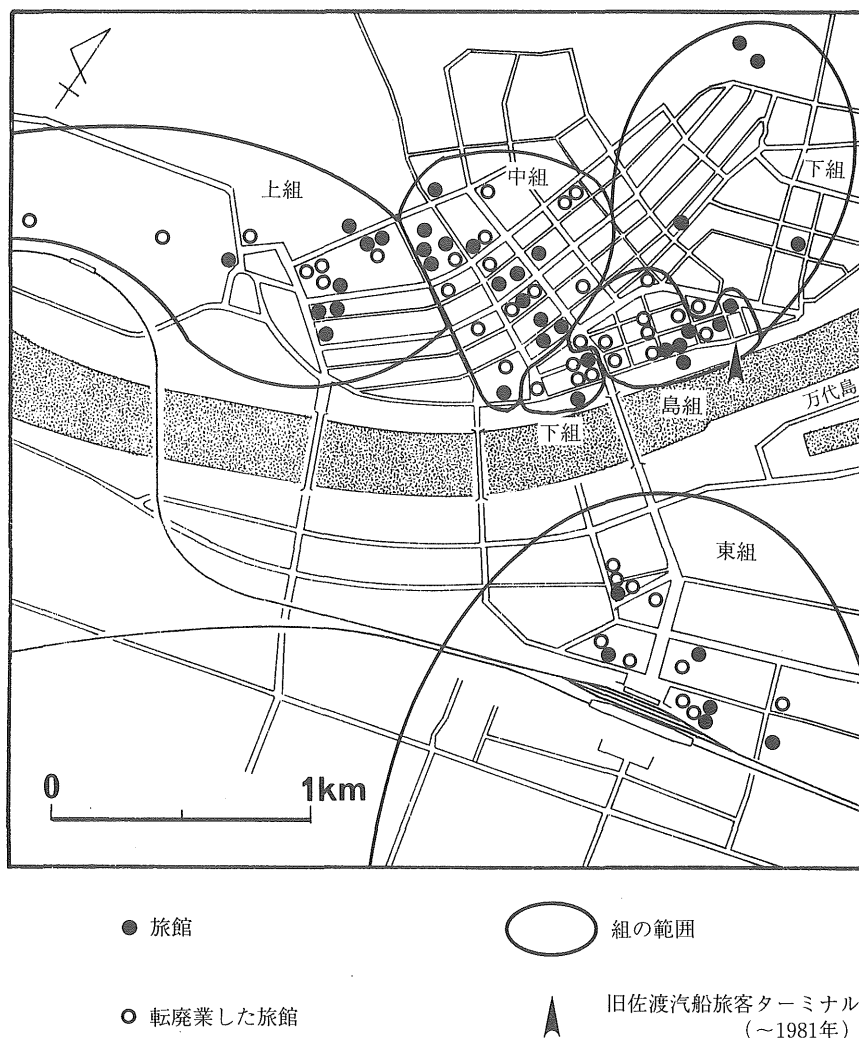 下組
中組
上組
万代島
島組
下組
東組
0 1km
旅館
組の範囲
転廃業した旅館
旧佐渡汽船旅客ターミナル
(~1981年)